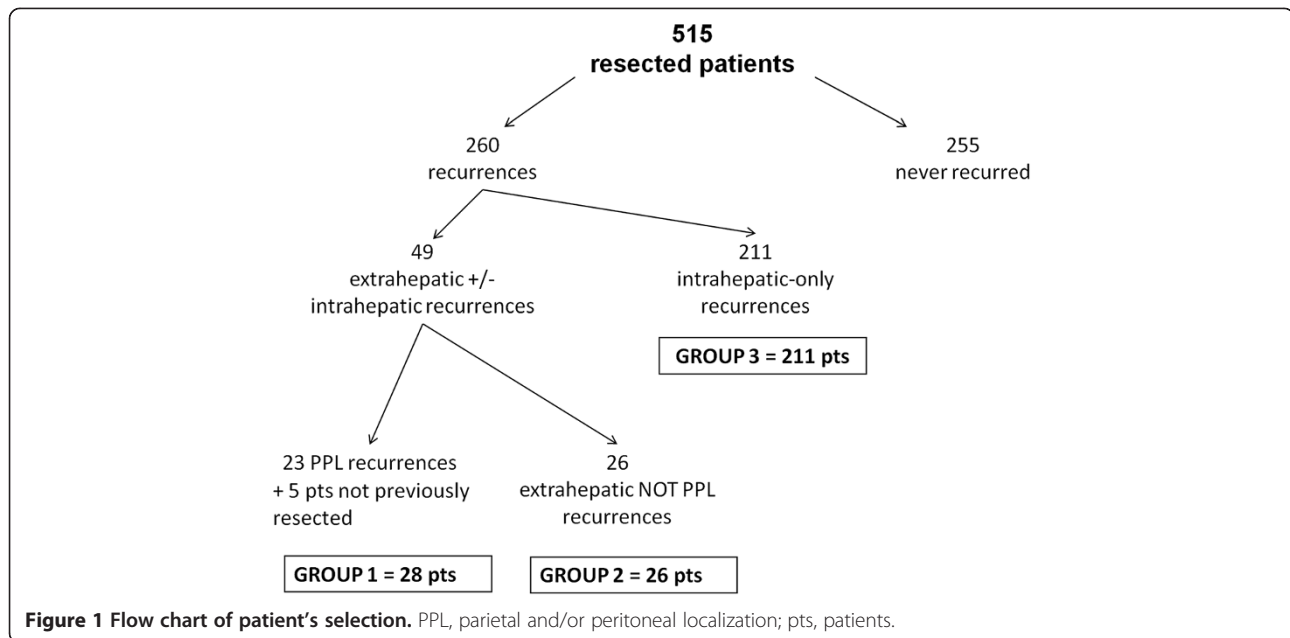 515
resected patients
260
recurrences
255
never recurred
49
extrahepatic +/-
intrahepatic recurrences
211
intrahepatic-only
recurrences
GROUP 3 = 211 pts
23 PPL recurrences
+ 5 pts not previously
resected
26
extrahepatic NOT PPL
recurrences
GROUP 1 = 28 pts
GROUP 2 = 26 pts
Figure 1 Flow chart of patient's selection. PPL, parietal and/or peritoneal localization; pts, patients.